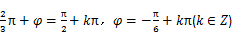 2/3π + φ = π/2 + kπ, φ = −π/6 + kπ(k ∈ Z)